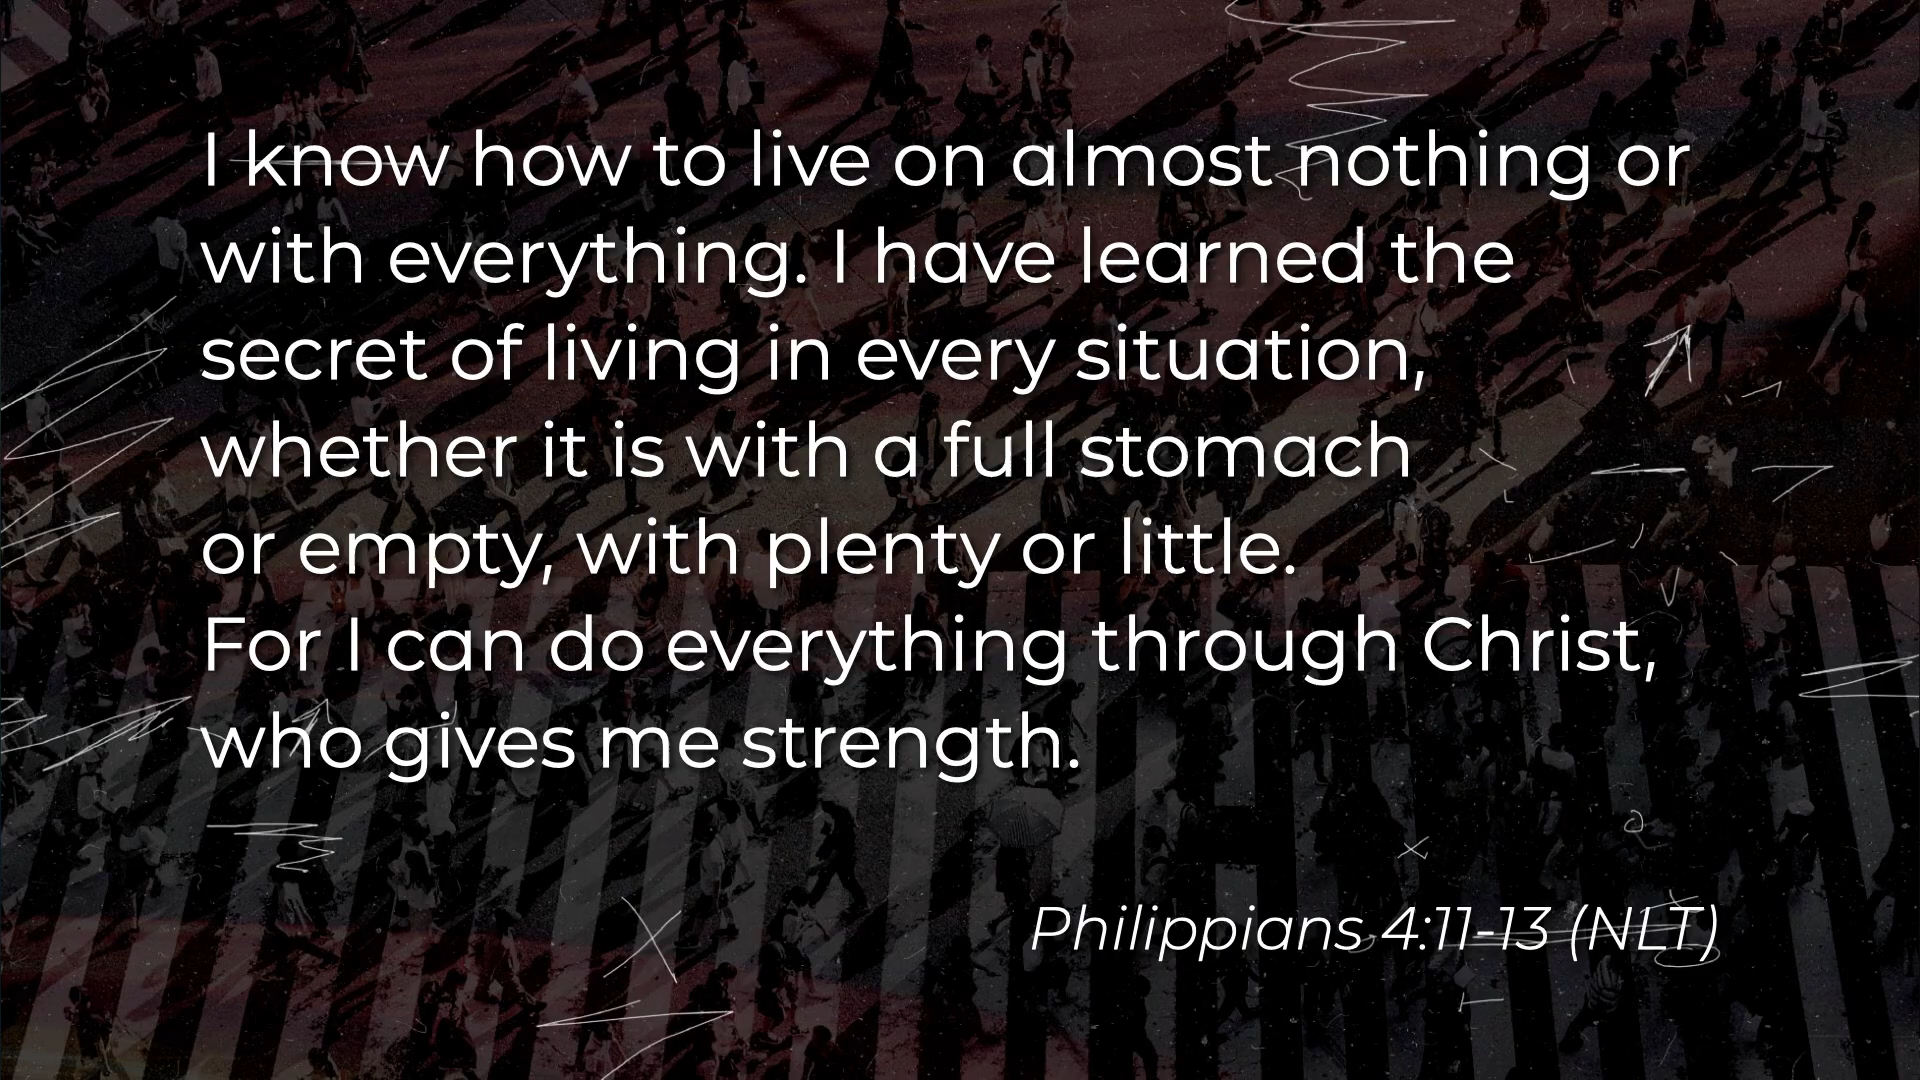 I know how to live on almost nothing or
with everything. I have learned the
secret of living in every situation,
whether it is with a full stomach
or empty, with plenty or little.
For I can do everything through Christ,
who gives me strength.
Philippians 4:11-13 (NLT)